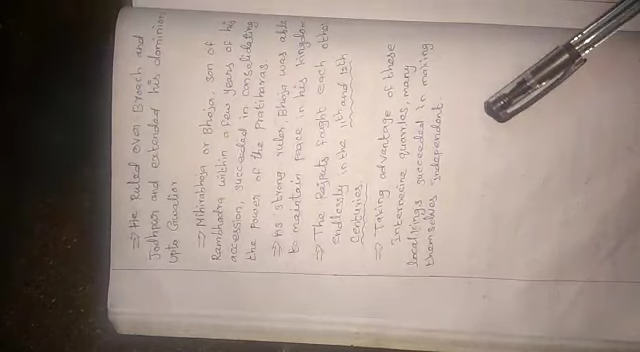 ⇒ He Ruled over Broach and
Jodhpur and extended his dominion
upto Gwalior
⇒ Mihirabhoja or Bhoja, son of
Rambhadra within a few years of his
accession, succeeded in consolidating
the power of the Pratiharas.
⇒ As strong ruler, Bhoja was able
to maintain peace in his kingdom
⇒ The Rajputs faght each other
endlessly in the 11th and 12th
Centuries.
⇒ Taking advantage of these
Internecine quarrles, many
local kings succeeded in making
themselves independent.